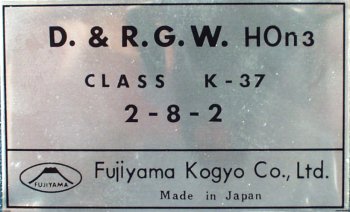 D. & R.G.W. HOn3
CLASS K-37
2-8-2
FUJIYAMA
Fujiyama Kogyo Co., Ltd.
Made in Japan